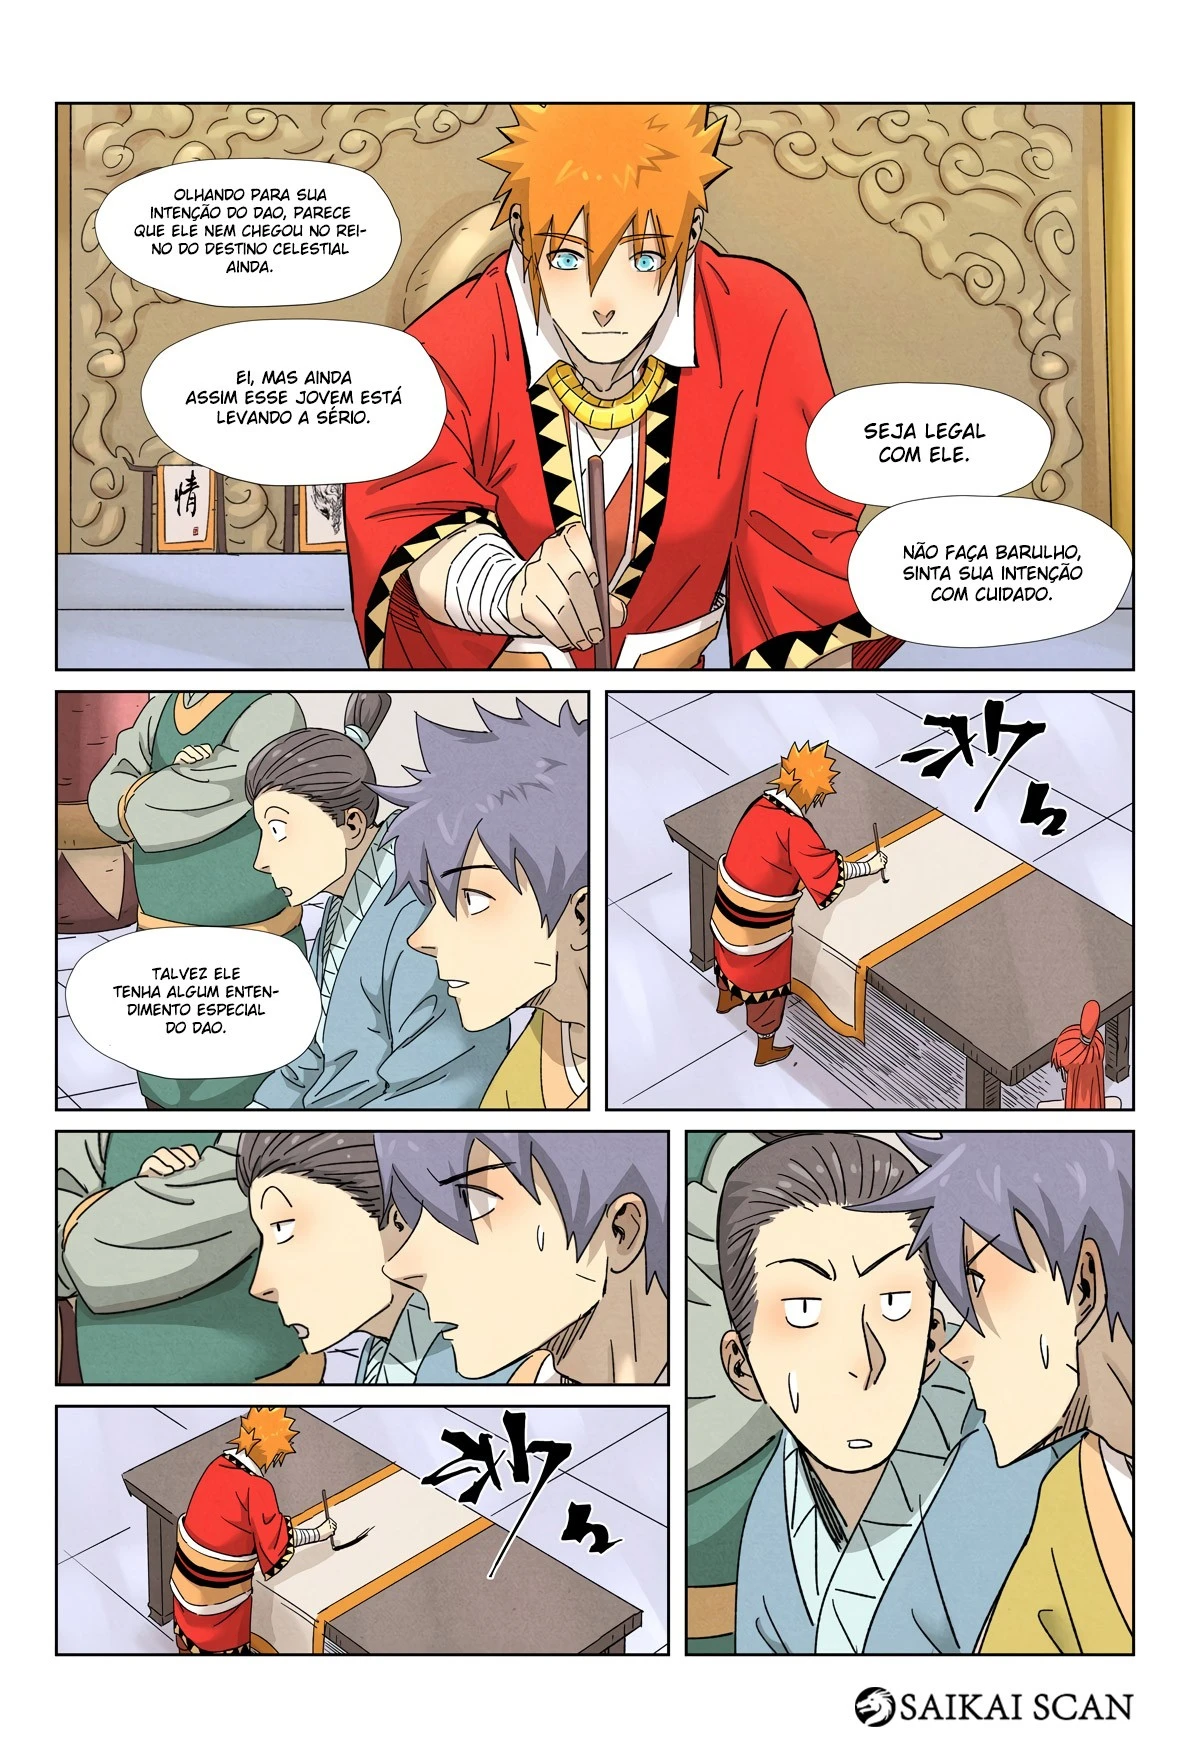 OLHANDO PARA SUA
INTENÇÃO DO DAO, PARECE
QUE ELE NEM CHEGOU NO REI-
NO DO DESTINO CELESTIAL
AINDA.
EI, MAS AINDA
ASSIM ESSE JOVEM ESTÁ
LEVANDO A SÉRIO.
SEJA LEGAL
COM ELE.
NÃO FAÇA BARULHO,
SINTA SUA INTENÇÃO
COM CUIDADO.
情
TALVEZ ELE
TENHA ALGUM ENTEN-
DIMENTO ESPECIAL
DO DAO.
SAIKAI SCAN